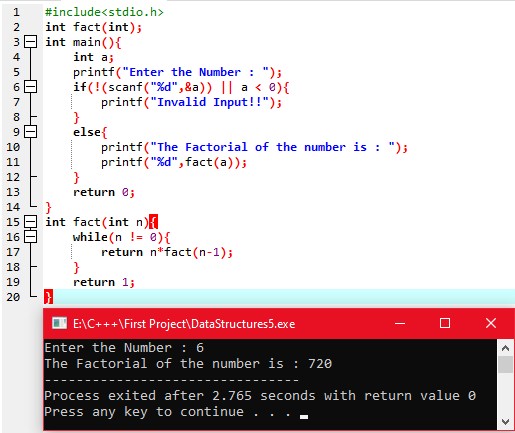 1 #include<stdio.h>
2 int fact(int);
3 int main(){
4 int a;
5 printf("Enter the Number : ");
6 if(!(scanf("%d",&a)) || a < 0){
7 printf("Invalid Input!!");
8 }
9 else{
10 printf("The Factorial of the number is : ");
11 printf("%d",fact(a));
12 }
13 return 0;
14 }
15 int fact(int n){
16 while(n != 0){
17 return n*fact(n-1);
18 }
19 return 1;
20 }
E:\C+++\First Project\DataStructures5.exe
Enter the Number : 6
The Factorial of the number is : 720
--------------------------------
Process exited after 2.765 seconds with return value 0
Press any key to continue . . .